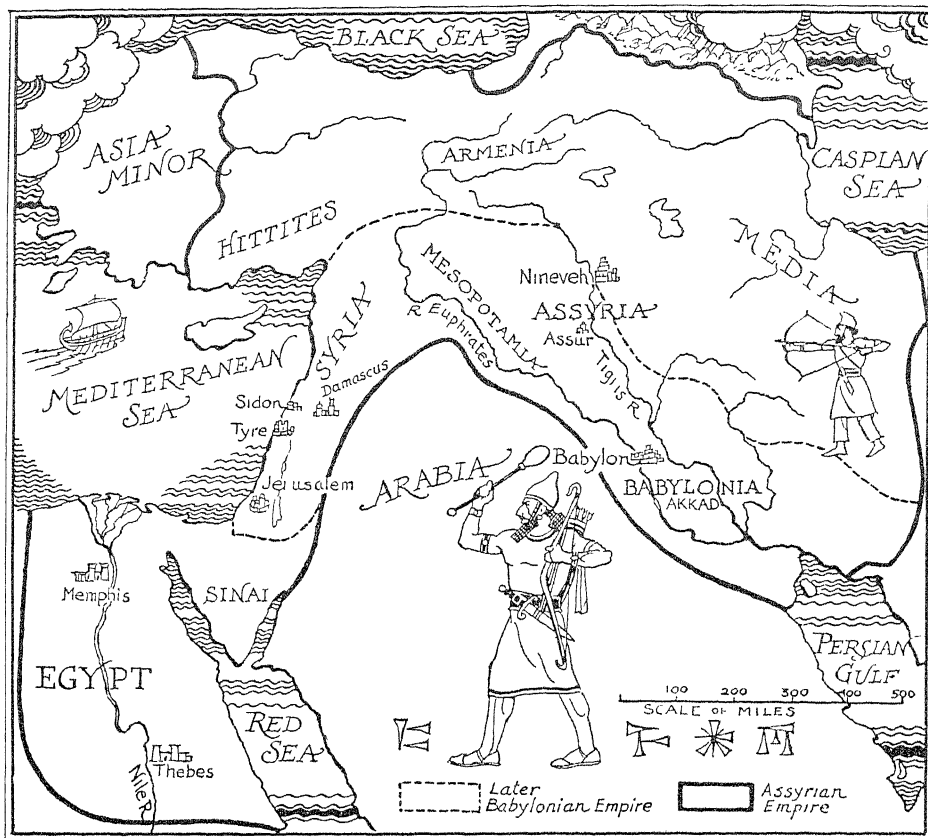 BLACK SEA
ASIA
MINOR
ARMENIA
CASPIAN
SEA
HITTITES
MEDIA
MESOPOTAMIA
Nineveh
ASSYRIA
Assur
R Euphrates
Tigris R.
SYRIA
MEDITERRANEAN
SEA
Damascus
Sidon
Tyre
Jerusalem
ARABIA
Babylon
BABYLONIA
AKKAD
Memphis
SINAI
EGYPT
PERSIAN
GULF
RED
SEA
100 200 300 400 500
SCALE OF MILES
Thebes
Nile R.
Later
Babylonian Empire
Assyrian
Empire